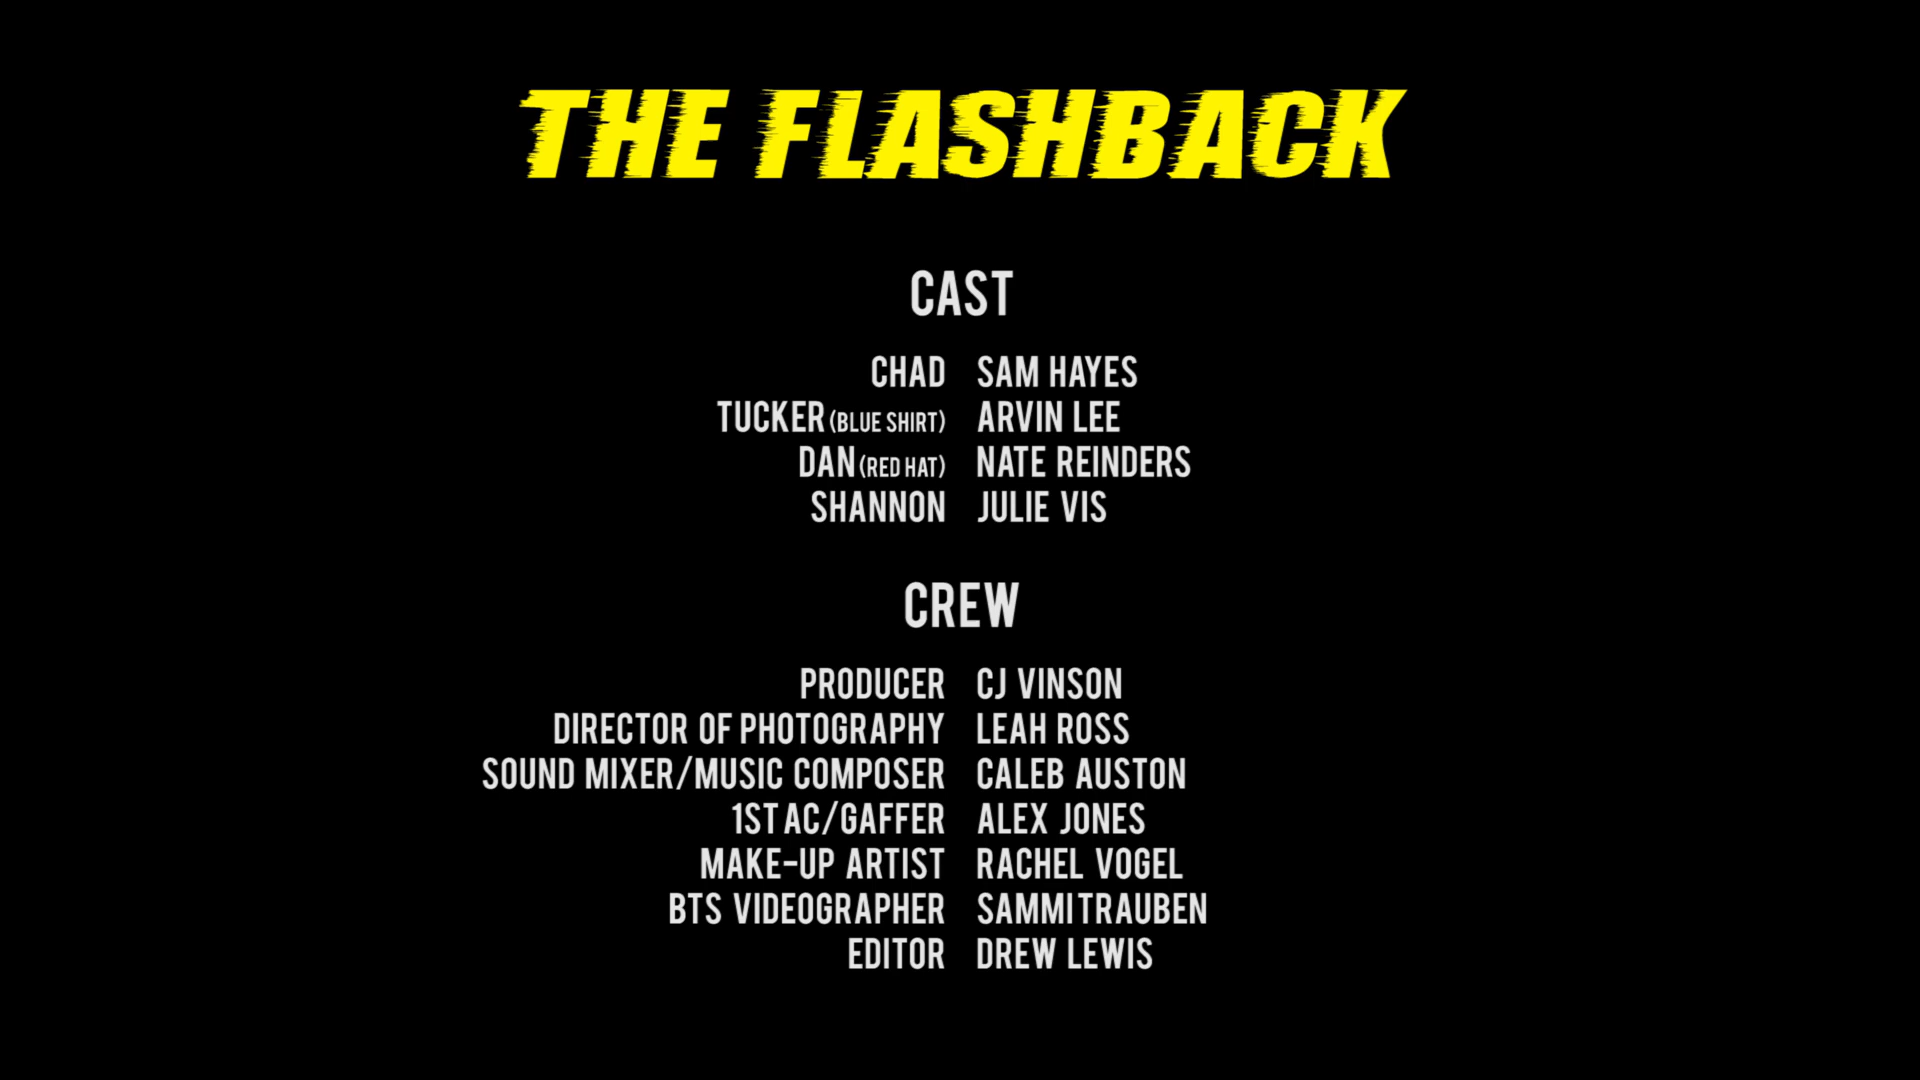 THE FLASHBACK
CAST
CHAD SAM HAYES
TUCKER (BLUE SHIRT) ARVIN LEE
DAN (RED HAT) NATE REINDERS
SHANNON JULIE VIS
CREW
PRODUCER CJ VINSON
DIRECTOR OF PHOTOGRAPHY LEAH ROSS
SOUND MIXER/MUSIC COMPOSER CALEB AUSTON
1ST AC/GAFFER ALEX JONES
MAKE-UP ARTIST RACHEL VOGEL
BTS VIDEOGRAPHER SAMMI TRAUBEN
EDITOR DREW LEWIS